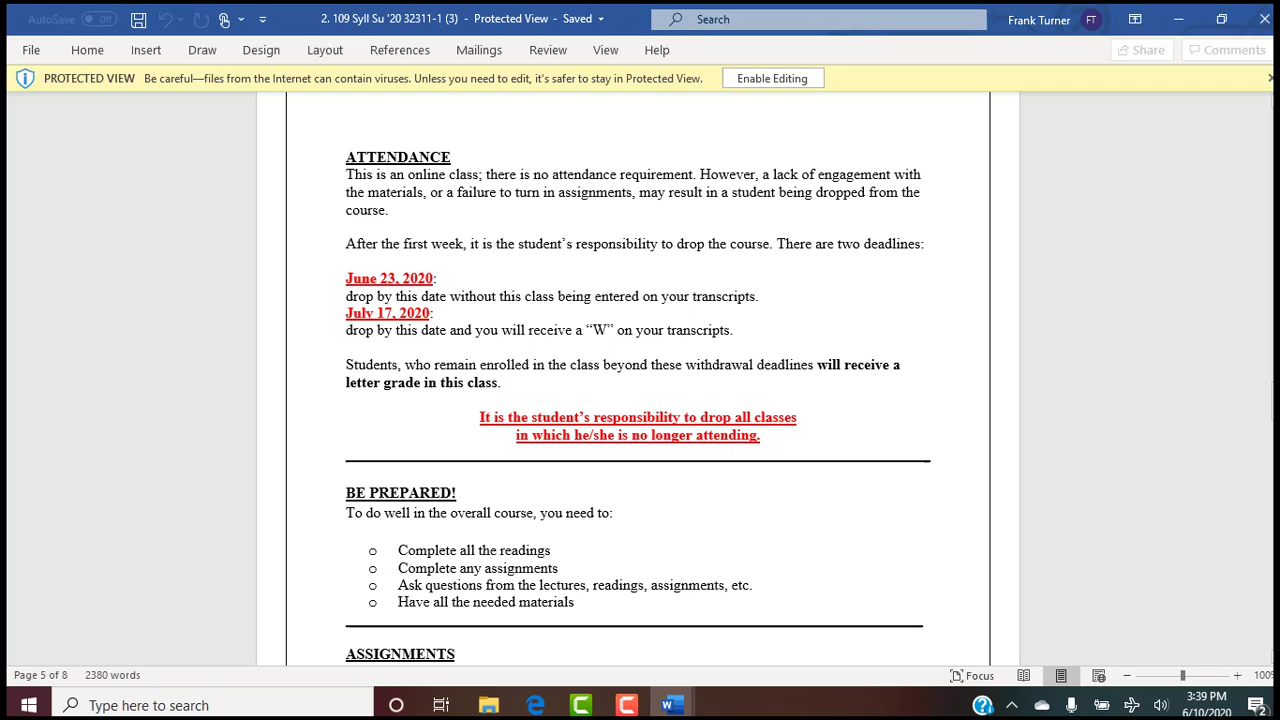 AutoSave Off 2. 109 Syll Su '20 32311-1 (3) - Protected View - Saved Search Frank Turner FT
File Home Insert Draw Design Layout References Mailings Review View Help Share Comments
PROTECTED VIEW Be careful—files from the Internet can contain viruses. Unless you need to edit, it's safer to stay in Protected View. Enable Editing
ATTENDANCE
This is an online class; there is no attendance requirement. However, a lack of engagement with
the materials, or a failure to turn in assignments, may result in a student being dropped from the
course.
After the first week, it is the student’s responsibility to drop the course. There are two deadlines:
June 23, 2020:
drop by this date without this class being entered on your transcripts.
July 17, 2020:
drop by this date and you will receive a “W” on your transcripts.
Students, who remain enrolled in the class beyond these withdrawal deadlines will receive a
letter grade in this class.
It is the student’s responsibility to drop all classes
in which he/she is no longer attending.
BE PREPARED!
To do well in the overall course, you need to:
o Complete all the readings
o Complete any assignments
o Ask questions from the lectures, readings, assignments, etc.
o Have all the needed materials
ASSIGNMENTS
Page 5 of 8 2380 words Focus 100%
Type here to search 3:39 PM
6/10/2020 2